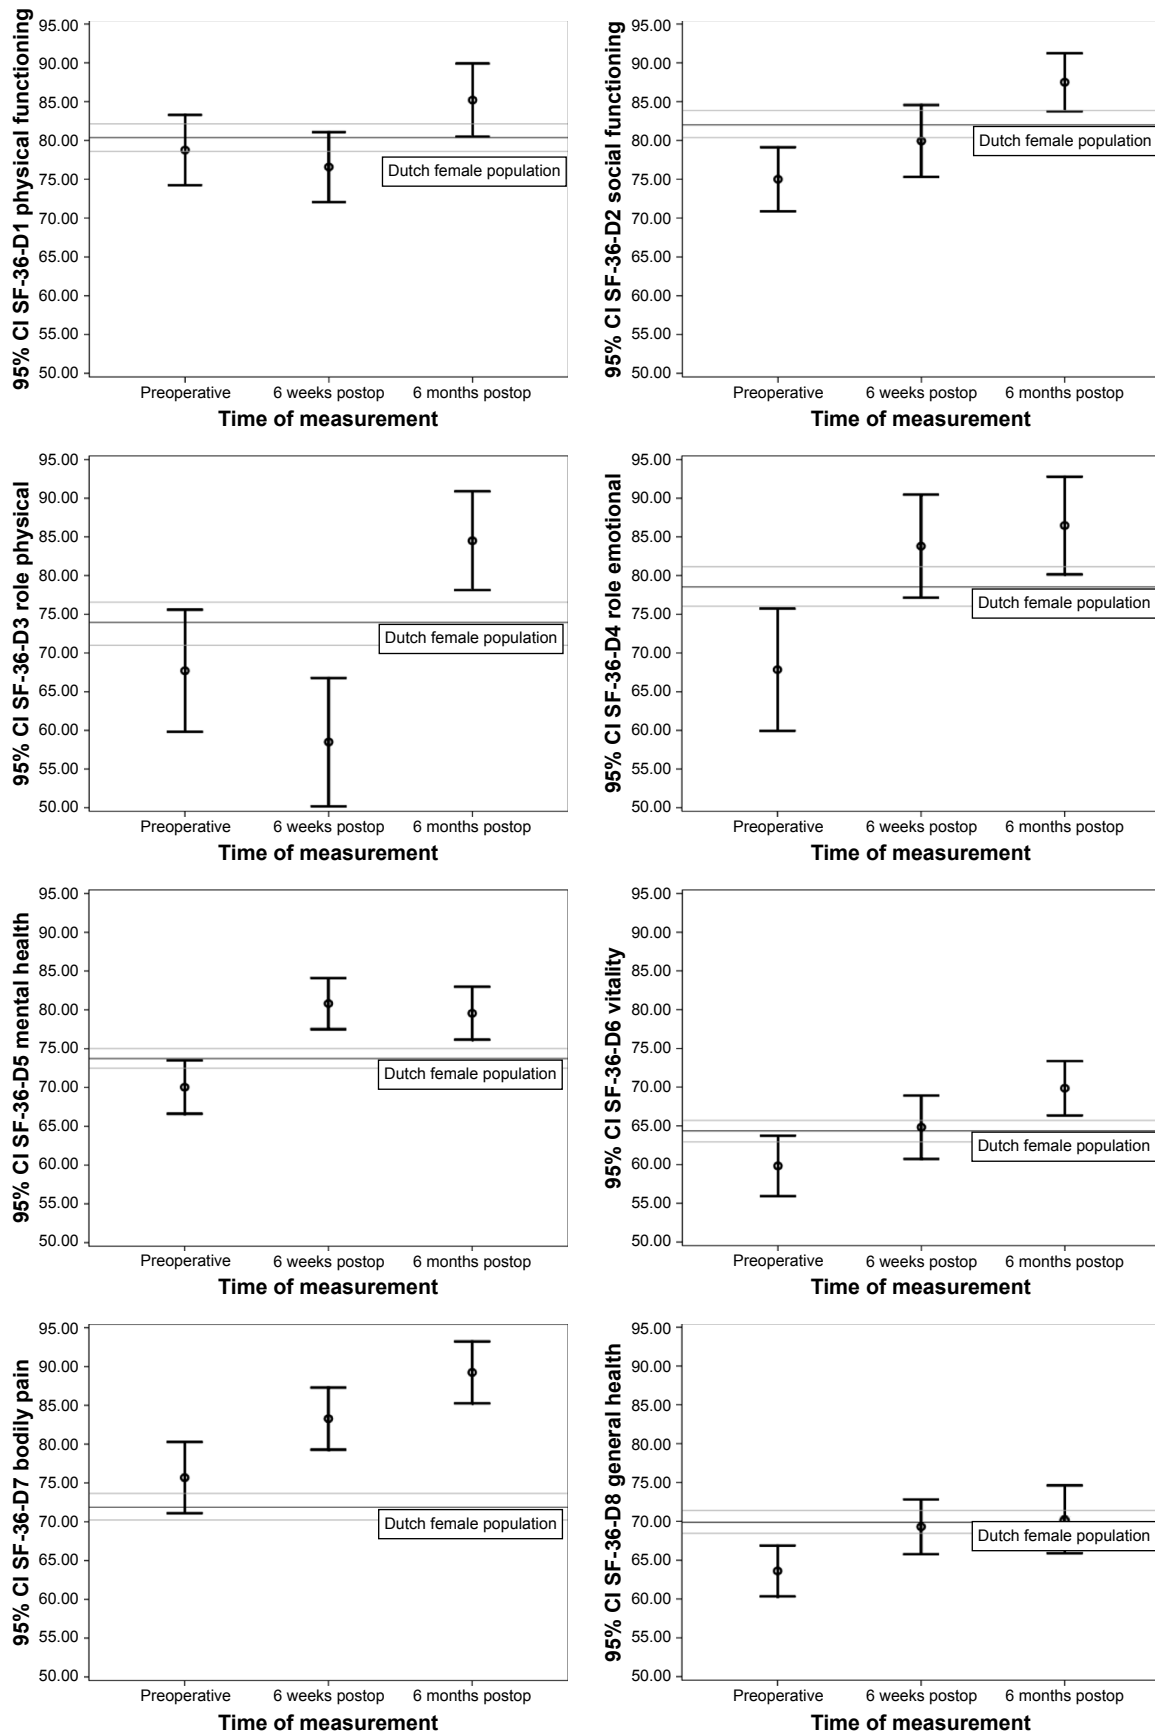 95% CI SF-36-D1 physical functioning
95.00
90.00
85.00
80.00
75.00
70.00
65.00
60.00
55.00
50.00
Dutch female population
Preoperative 6 weeks postop 6 months postop
Time of measurement
95% CI SF-36-D2 social functioning
95.00
90.00
85.00
80.00
75.00
70.00
65.00
60.00
55.00
50.00
Dutch female population
Preoperative 6 weeks postop 6 months postop
Time of measurement
95% CI SF-36-D3 role physical
95.00
90.00
85.00
80.00
75.00
70.00
65.00
60.00
55.00
50.00
Dutch female population
Preoperative 6 weeks postop 6 months postop
Time of measurement
95% CI SF-36-D4 role emotional
95.00
90.00
85.00
80.00
75.00
70.00
65.00
60.00
55.00
50.00
Dutch female population
Preoperative 6 weeks postop 6 months postop
Time of measurement
95% CI SF-36-D5 mental health
95.00
90.00
85.00
80.00
75.00
70.00
65.00
60.00
55.00
50.00
Dutch female population
Preoperative 6 weeks postop 6 months postop
Time of measurement
95% CI SF-36-D6 vitality
95.00
90.00
85.00
80.00
75.00
70.00
65.00
60.00
55.00
50.00
Dutch female population
Preoperative 6 weeks postop 6 months postop
Time of measurement
95% CI SF-36-D7 bodily pain
95.00
90.00
85.00
80.00
75.00
70.00
65.00
60.00
55.00
50.00
Dutch female population
Preoperative 6 weeks postop 6 months postop
Time of measurement
95% CI SF-36-D8 general health
95.00
90.00
85.00
80.00
75.00
70.00
65.00
60.00
55.00
50.00
Dutch female population
Preoperative 6 weeks postop 6 months postop
Time of measurement